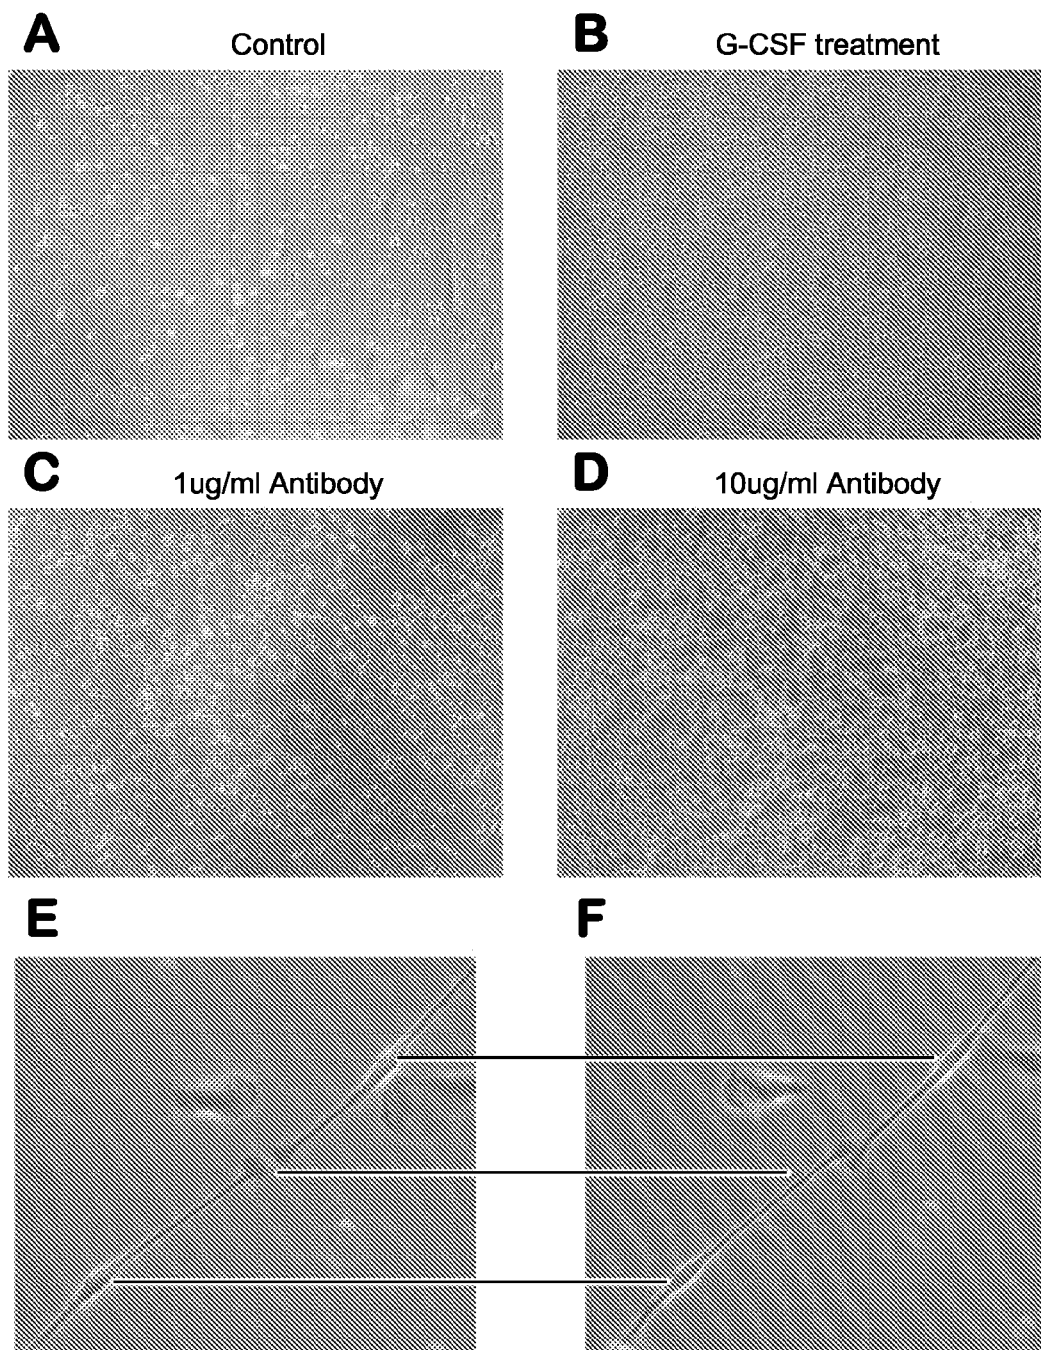 A
Control
B
G-CSF treatment
C
1ug/ml Antibody
D
10ug/ml Antibody
E
F